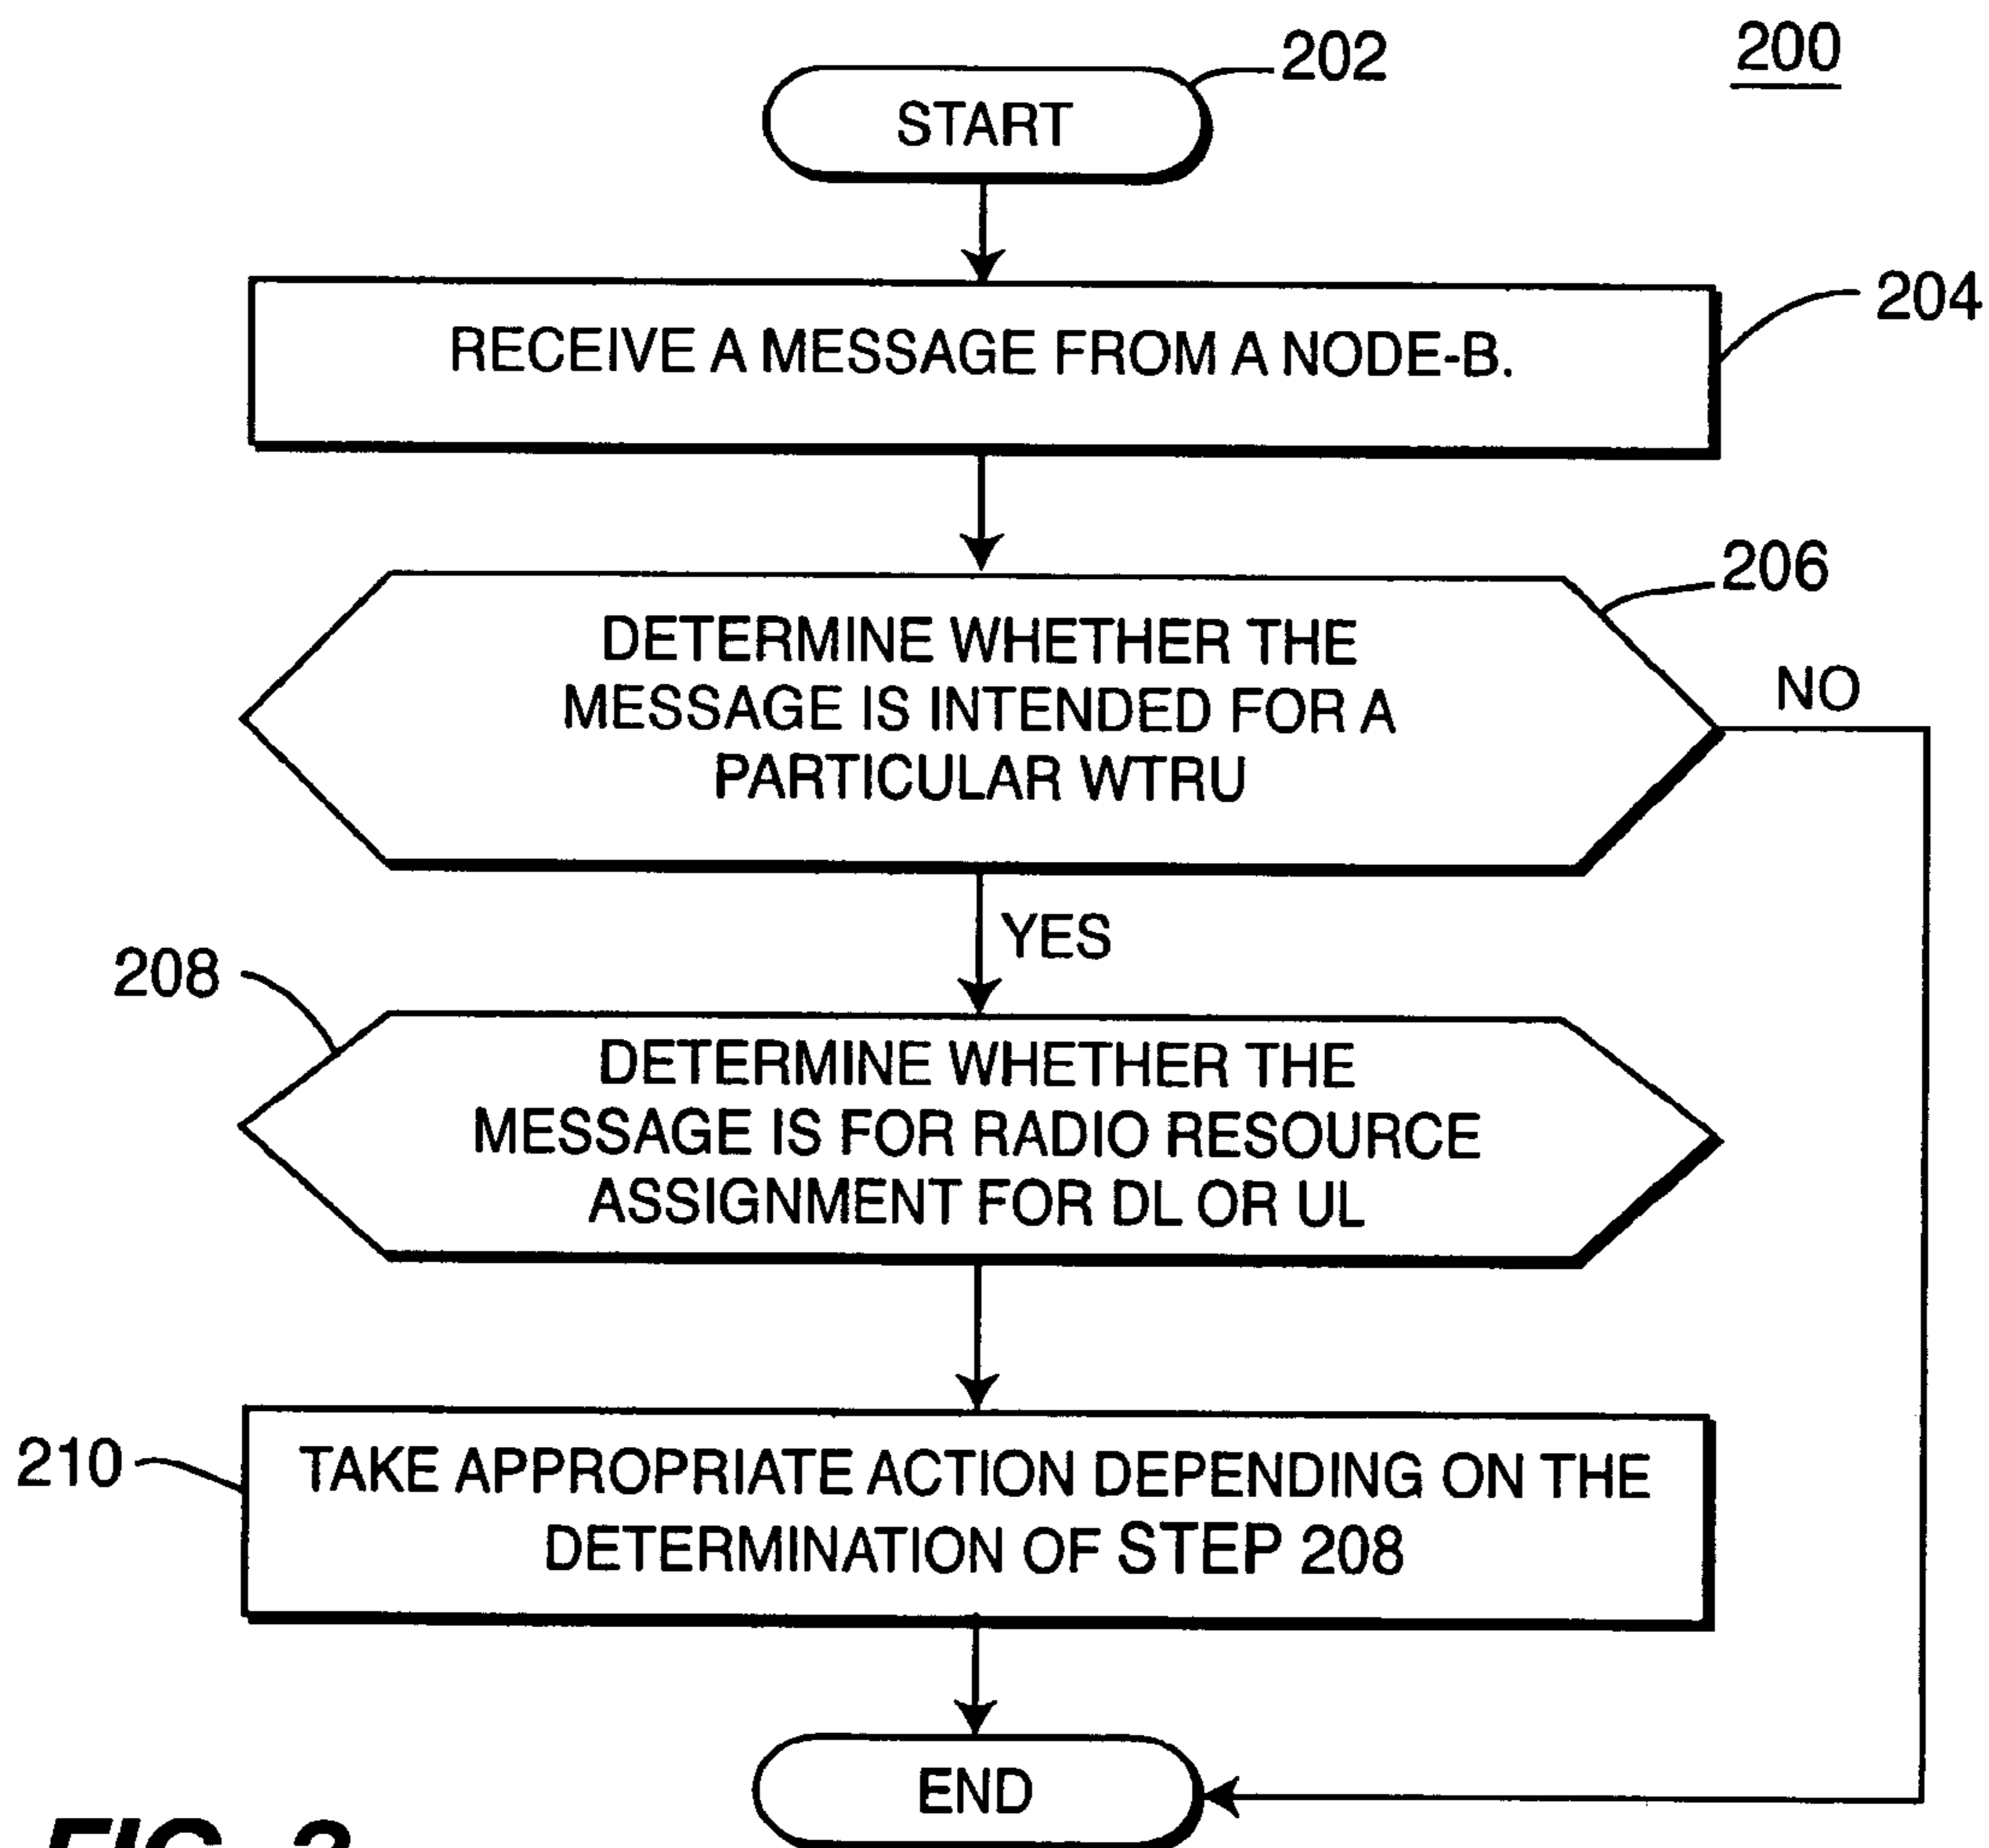 200
202
START
204
RECEIVE A MESSAGE FROM A NODE-B.
206
DETERMINE WHETHER THE
MESSAGE IS INTENDED FOR A
PARTICULAR WTRU
NO
YES
208
DETERMINE WHETHER THE
MESSAGE IS FOR RADIO RESOURCE
ASSIGNMENT FOR DL OR UL
210
TAKE APPROPRIATE ACTION DEPENDING ON THE
DETERMINATION OF STEP 208
END